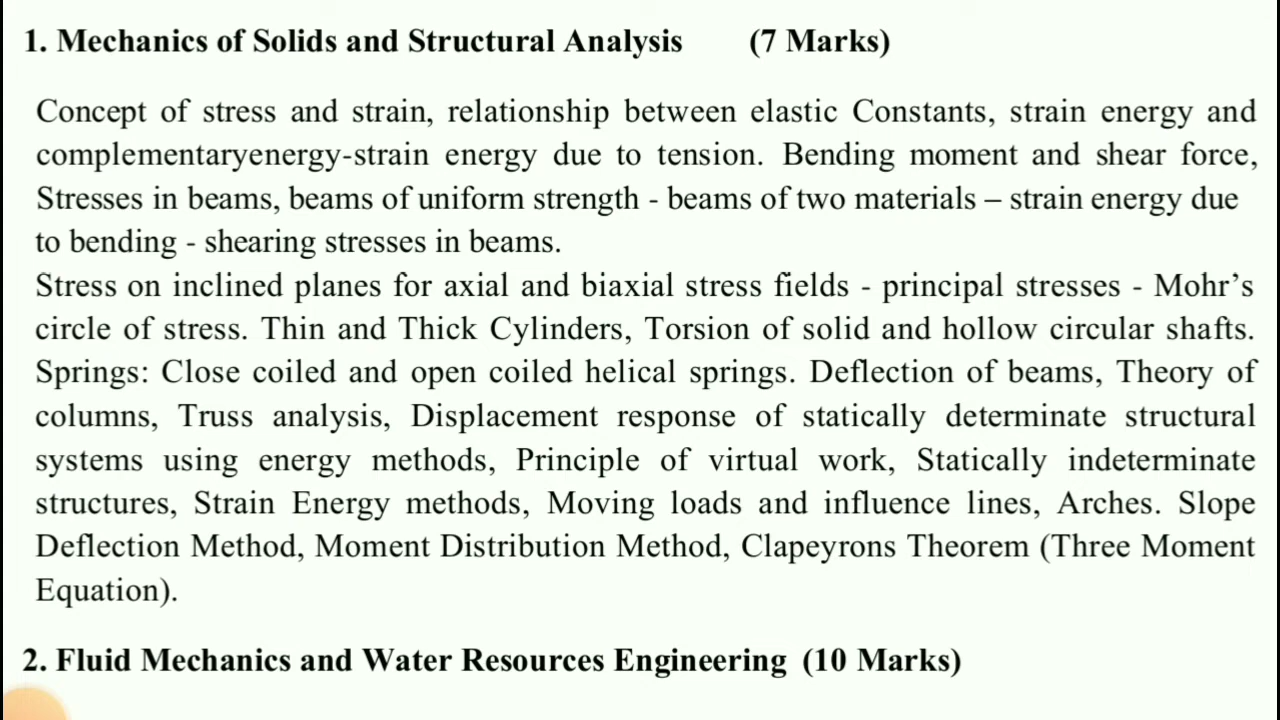 1. Mechanics of Solids and Structural Analysis (7 Marks)
Concept of stress and strain, relationship between elastic Constants, strain energy and
complementaryenergy-strain energy due to tension. Bending moment and shear force,
Stresses in beams, beams of uniform strength - beams of two materials – strain energy due
to bending - shearing stresses in beams.
Stress on inclined planes for axial and biaxial stress fields - principal stresses - Mohr’s
circle of stress. Thin and Thick Cylinders, Torsion of solid and hollow circular shafts.
Springs: Close coiled and open coiled helical springs. Deflection of beams, Theory of
columns, Truss analysis, Displacement response of statically determinate structural
systems using energy methods, Principle of virtual work, Statically indeterminate
structures, Strain Energy methods, Moving loads and influence lines, Arches. Slope
Deflection Method, Moment Distribution Method, Clapeyrons Theorem (Three Moment
Equation).
2. Fluid Mechanics and Water Resources Engineering (10 Marks)